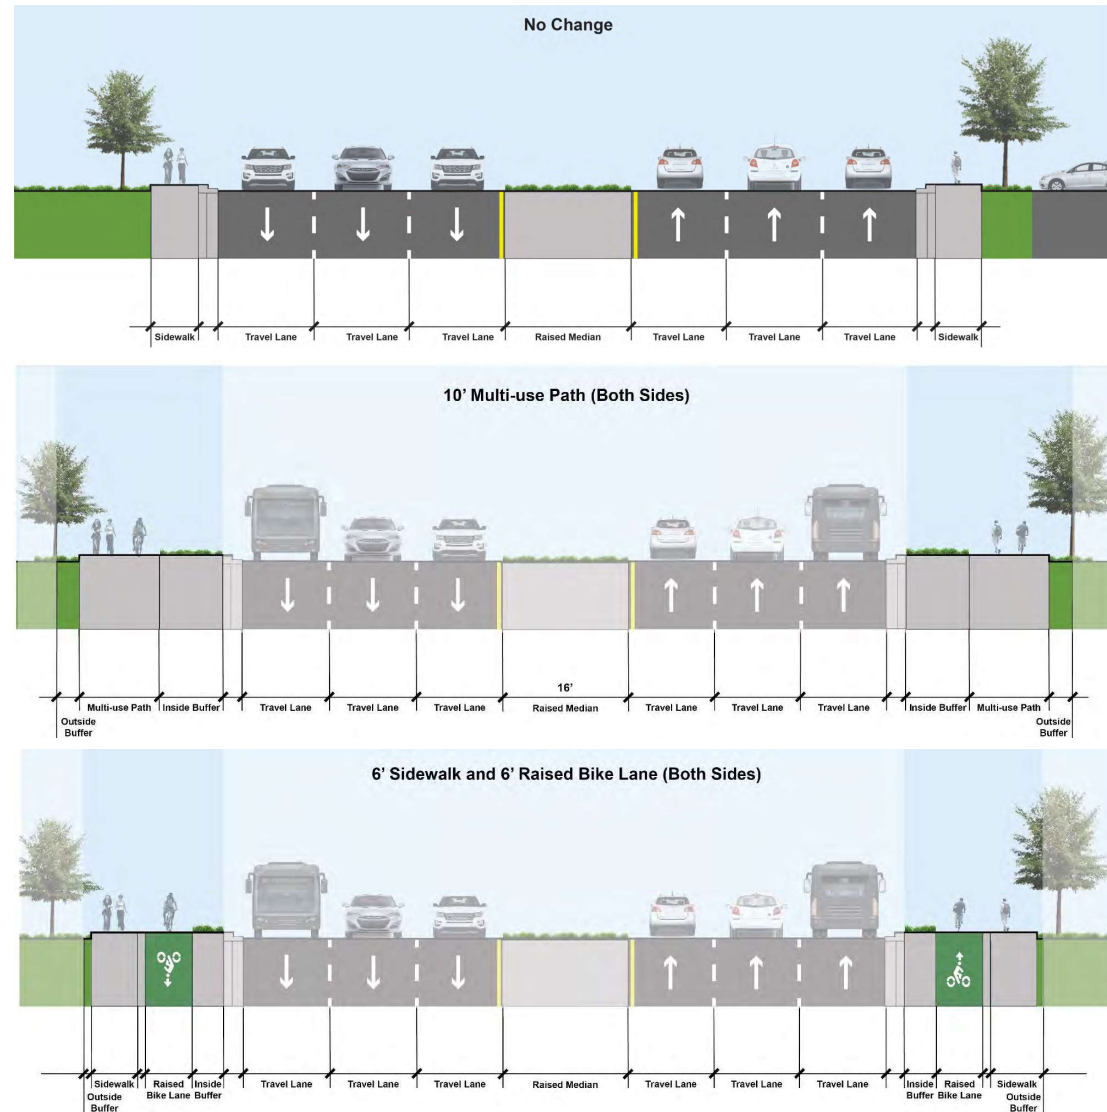 No Change
Sidewalk Travel Lane Travel Lane Travel Lane Raised Median Travel Lane Travel Lane Travel Lane Sidewalk
10’ Multi-use Path (Both Sides)
16’
Multi-use Path Inside Buffer Travel Lane Travel Lane Travel Lane Raised Median Travel Lane Travel Lane Travel Lane Inside Buffer Multi-use Path
Outside Outside
Buffer Buffer
6’ Sidewalk and 6’ Raised Bike Lane (Both Sides)
Sidewalk Raised Inside Travel Lane Travel Lane Travel Lane Raised Median Travel Lane Travel Lane Travel Lane Inside Raised Sidewalk
Outside Bike Lane Buffer Buffer Bike Lane Outside
Buffer Buffer